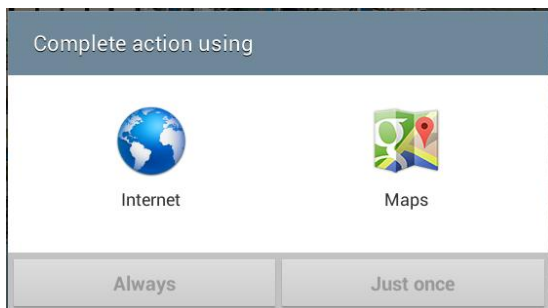 Complete action using
Internet
Maps
Always
Just once